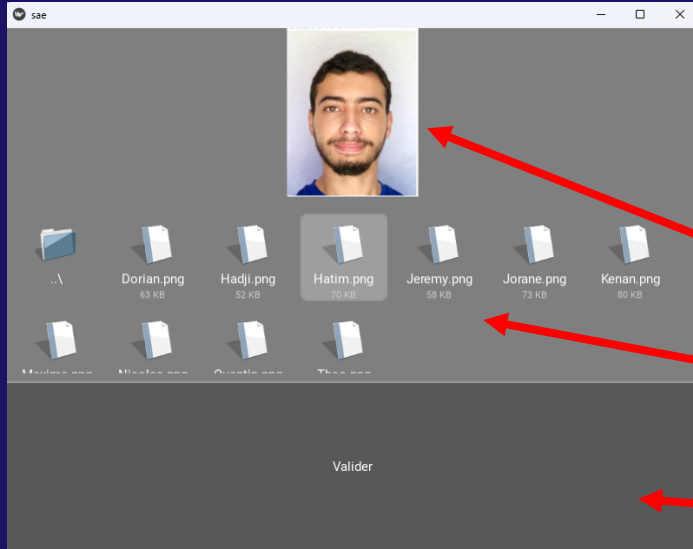 sae
..\ Dorian.png Hadji.png Hatim.png Jeremy.png Jorane.png Kenan.png
63 KB 52 KB 70 KB 58 KB 73 KB 80 KB
Valider